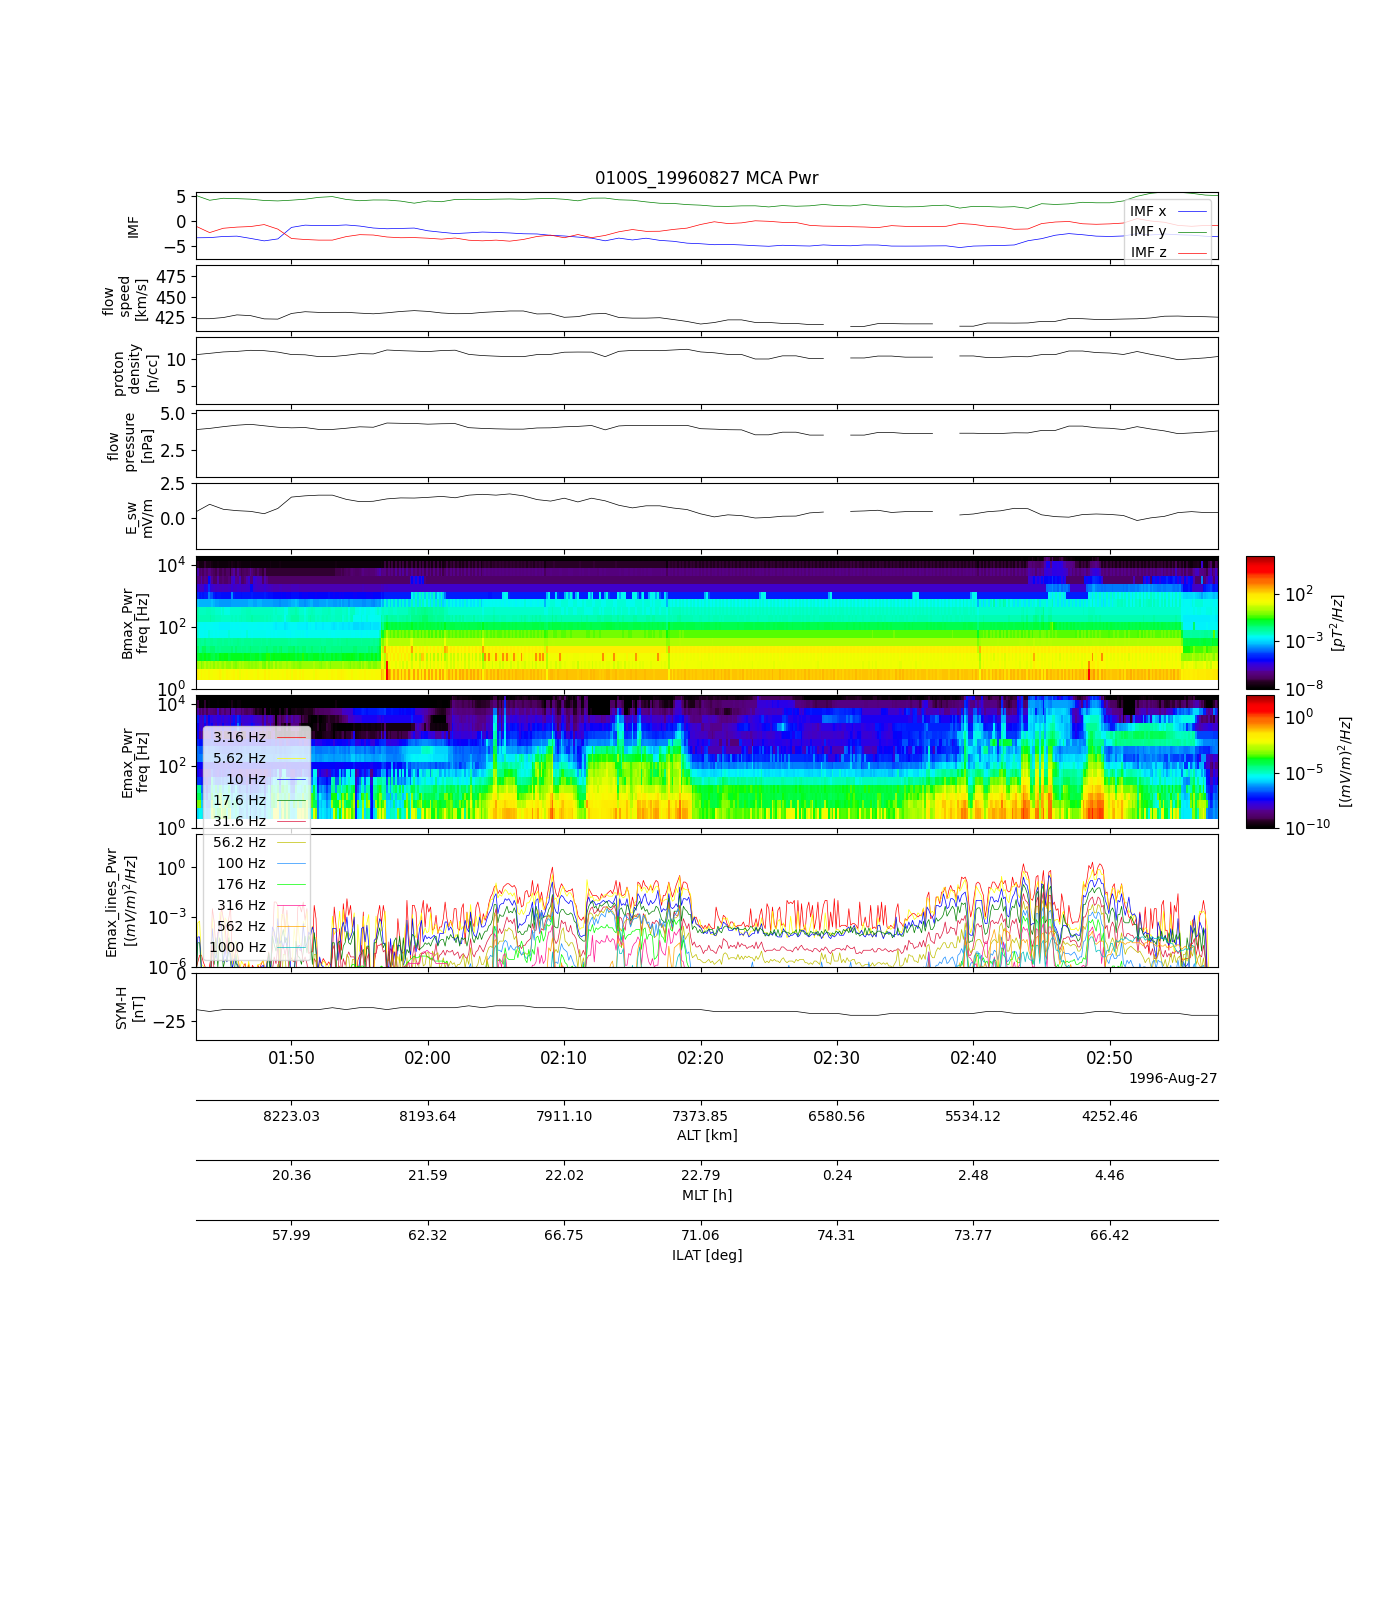 0100S_19960827 MCA Pwr
5
0
−5
IMF
IMF x
IMF y
IMF z
475
450
425
flow
speed
[km/s]
10
5
proton
density
[n/cc]
5.0
2.5
flow
pressure
[nPa]
2.5
0.0
E_sw
mV/m
10^4
10^2
10^0
Bmax_Pwr
freq [Hz]
10^2
10^−3
10^−8
[pT^2/Hz]
10^4
10^2
10^0
Emax_Pwr
freq [Hz]
10^0
10^−5
10^−10
[(mV/m)^2/Hz]
3.16 Hz
5.62 Hz
10 Hz
17.6 Hz
31.6 Hz
56.2 Hz
100 Hz
176 Hz
316 Hz
562 Hz
1000 Hz
10^0
10^−3
10^−6
Emax_lines_Pwr
[(mV/m)^2/Hz]
0
−25
SYM-H
[nT]
01:50 02:00 02:10 02:20 02:30 02:40 02:50
1996-Aug-27
8223.03 8193.64 7911.10 7373.85 6580.56 5534.12 4252.46
ALT [km]
20.36 21.59 22.02 22.79 0.24 2.48 4.46
MLT [h]
57.99 62.32 66.75 71.06 74.31 73.77 66.42
ILAT [deg]